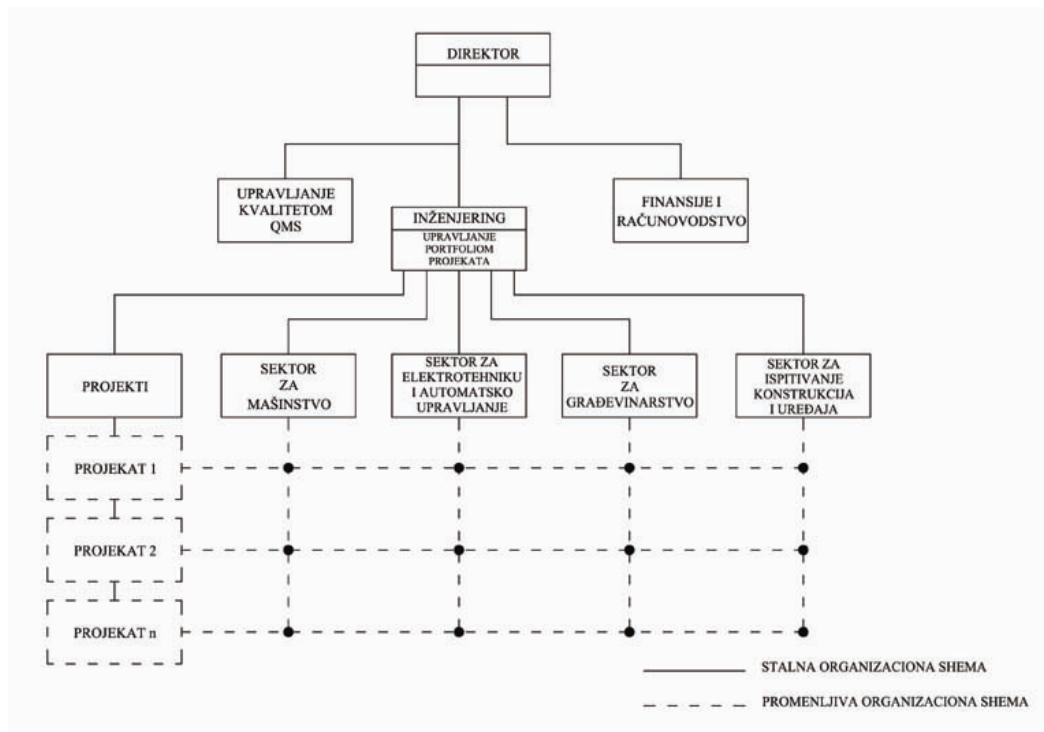 DIREKTOR
UPRAVLJANJE
KVALITETOM
QMS
FINANSIJE I
RAČUNOVODSTVO
INŽENJERING
UPRAVLJANJE
PORTFOLIOM
PROJEKATA
PROJEKTI
SEKTOR
ZA
MAŠINSTVO
SEKTOR ZA
ELEKTROTEHNIKU
I AUTOMATSKO
UPRAVLJANJE
SEKTOR
ZA
GRAĐEVINARSTVO
SEKTOR ZA
ISPITIVANJE
KONSTRUKCIJA
I UREĐAJA
PROJEKAT 1
PROJEKAT 2
PROJEKAT n
STALNA ORGANIZACIONA SHEMA
PROMENLJIVA ORGANIZACIONA SHEMA